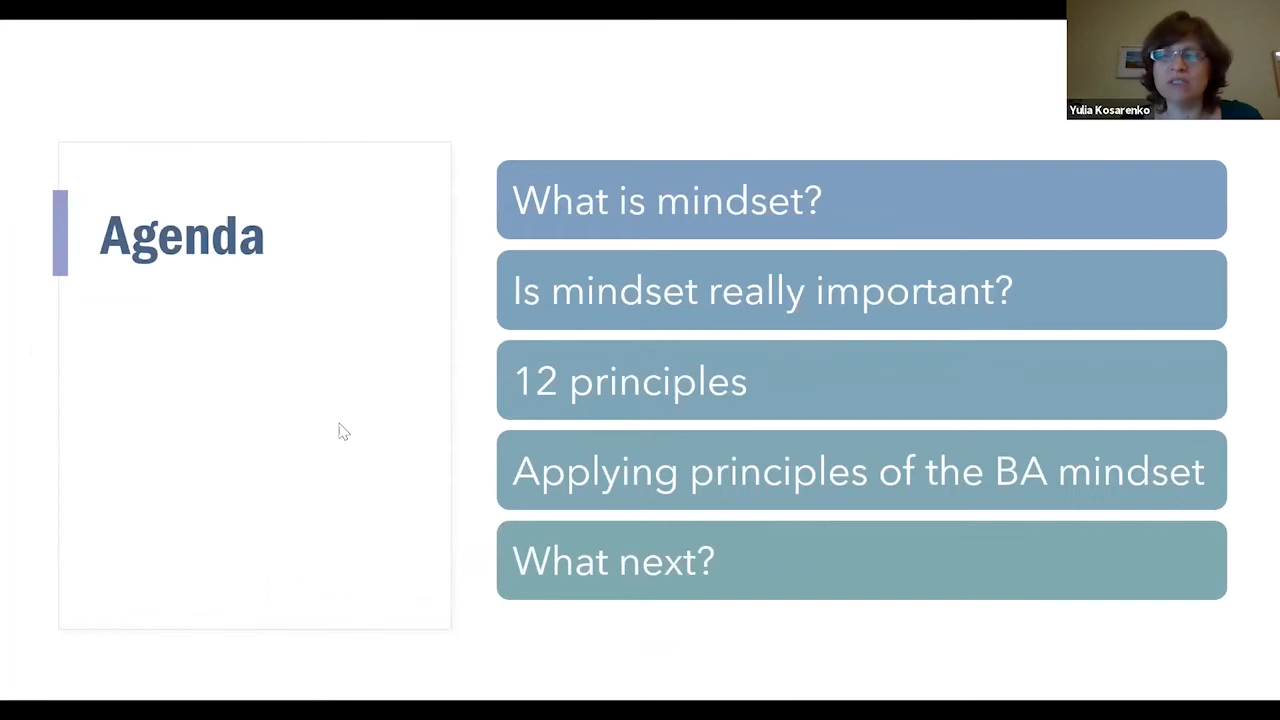 Yulia Kosarenko
Agenda
What is mindset?
Is mindset really important?
12 principles
Applying principles of the BA mindset
What next?